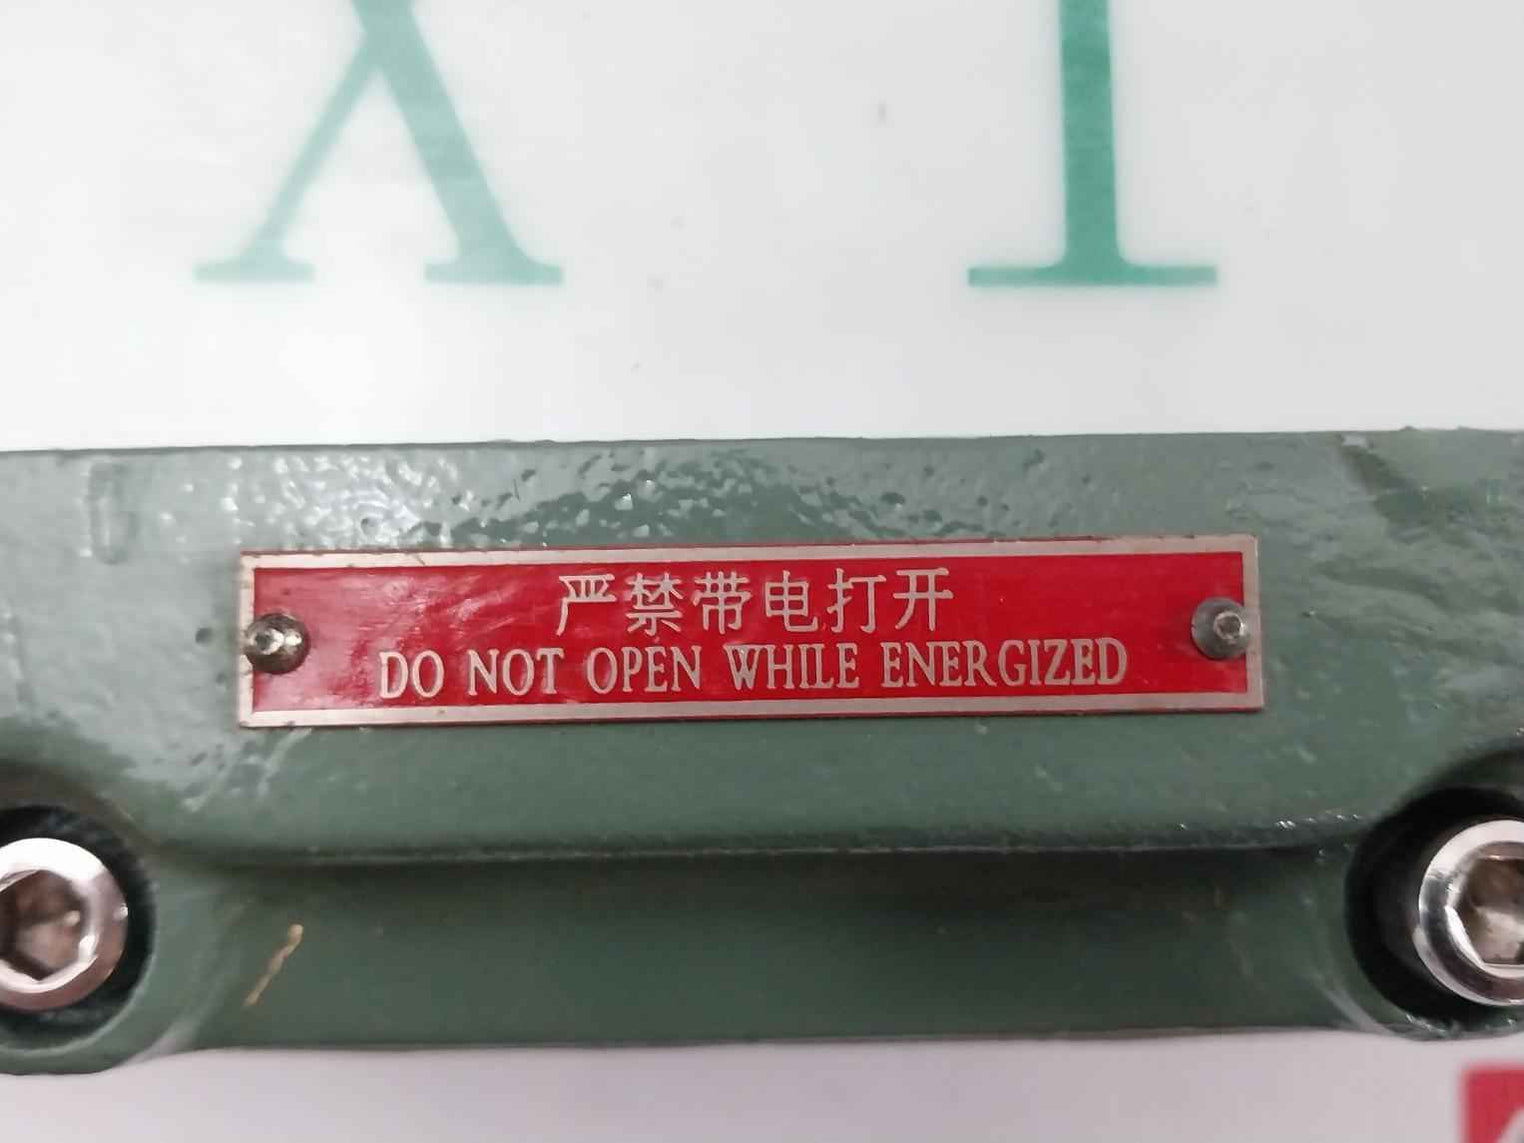 X I
严禁带电打开
DO NOT OPEN WHILE ENERGIZED